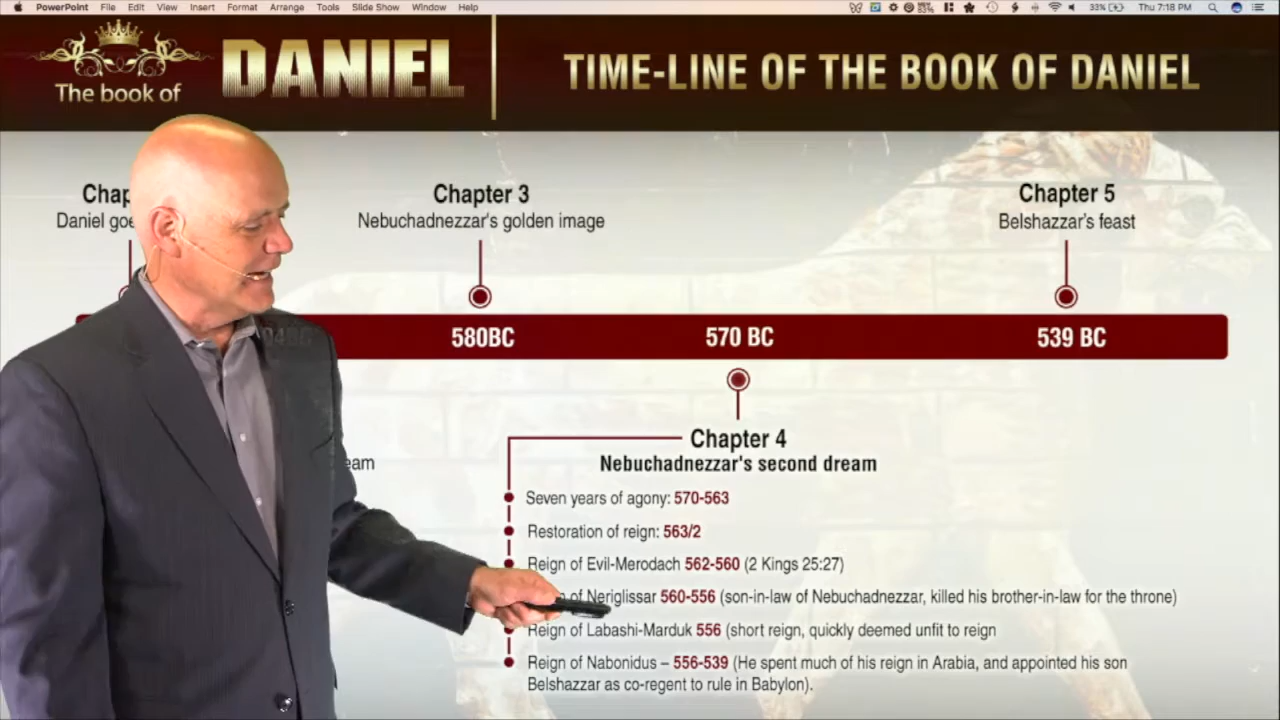 PowerPoint File Edit View Insert Format Arrange Tools Slide Show Window Help 33% Thu 7:18 PM
The book of
DANIEL
TIME-LINE OF THE BOOK OF DANIEL
Chap
Daniel goe
Chapter 3
Nebuchadnezzar's golden image
Chapter 5
Belshazzar's feast
580BC
570 BC
539 BC
Chapter 4
Nebuchadnezzar's second dream
eam
Seven years of agony: 570-563
Restoration of reign: 563/2
Reign of Evil-Merodach 562-560 (2 Kings 25:27)
of Neriglissar 560-556 (son-in-law of Nebuchadnezzar, killed his brother-in-law for the throne)
Reign of Labashi-Marduk 556 (short reign, quickly deemed unfit to reign
Reign of Nabonidus – 556-539 (He spent much of his reign in Arabia, and appointed his son
Belshazzar as co-regent to rule in Babylon).